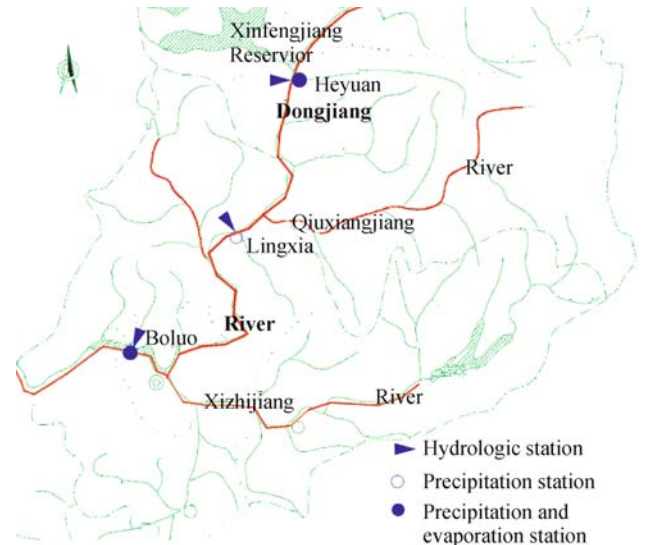 Xinfengjiang
Reservior
Heyuan
Dongjiang
River
Qiuxiangjiang
Lingxia
River
Boluo
Xizhijiang
River
Hydrologic station
Precipitation station
Precipitation and
evaporation station